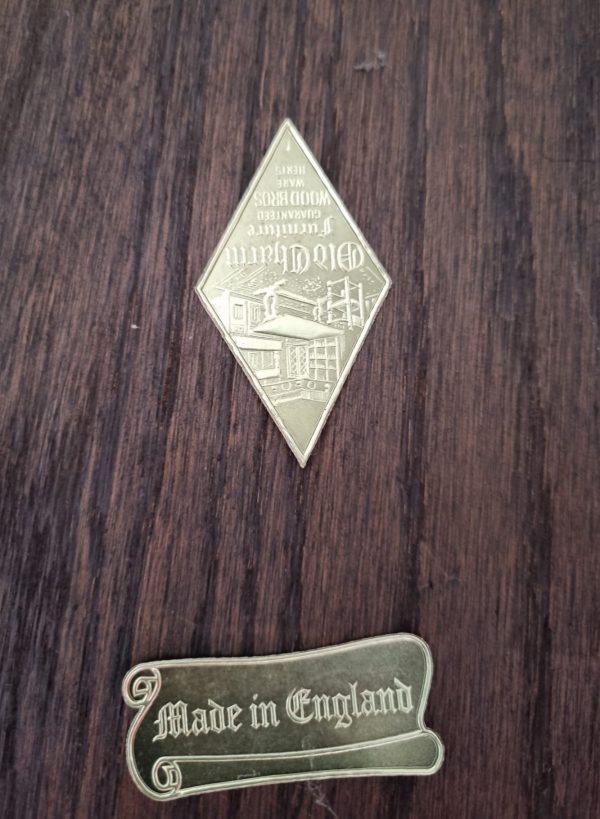 Old Charm
Furniture
GUARANTEED
WOOD BROS
WARE
HERTS
Made in England